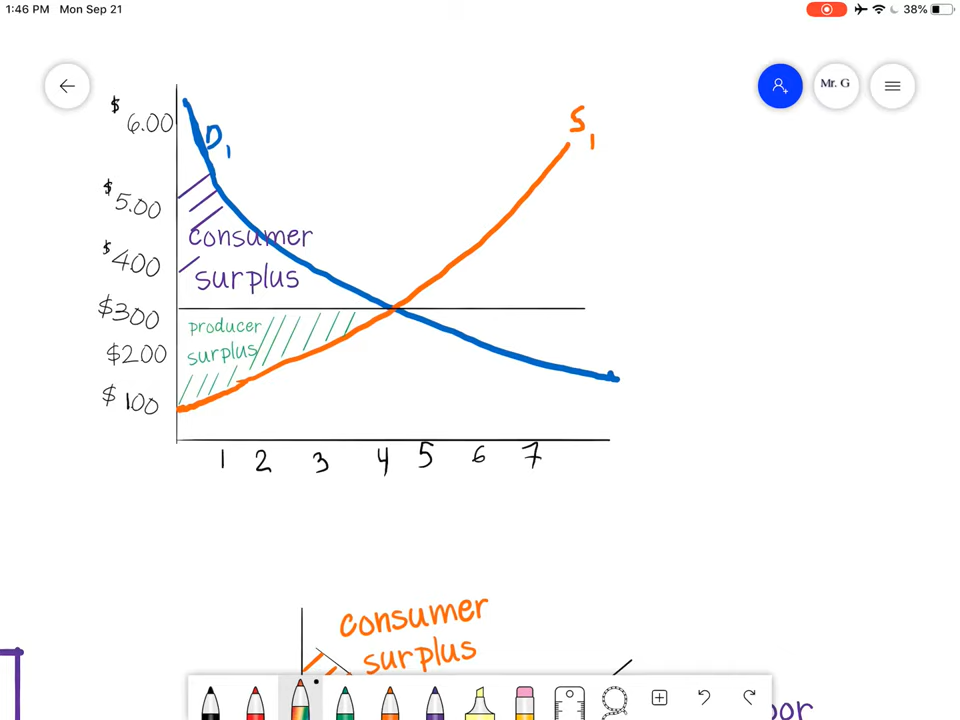 1:46 PM Mon Sep 21
38%
Mr. G
$ 6.00
D1
S1
$ 5.00
consumer
surplus
$ 400
$300
producer
surplus
$200
$ 100
1 2 3 4 5 6 7
consumer
surplus